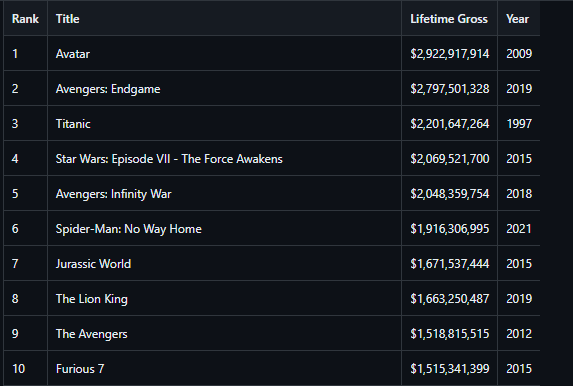 Rank Title Lifetime Gross Year
1 Avatar $2,922,917,914 2009
2 Avengers: Endgame $2,797,501,328 2019
3 Titanic $2,201,647,264 1997
4 Star Wars: Episode VII - The Force Awakens $2,069,521,700 2015
5 Avengers: Infinity War $2,048,359,754 2018
6 Spider-Man: No Way Home $1,916,306,995 2021
7 Jurassic World $1,671,537,444 2015
8 The Lion King $1,663,250,487 2019
9 The Avengers $1,518,815,515 2012
10 Furious 7 $1,515,341,399 2015